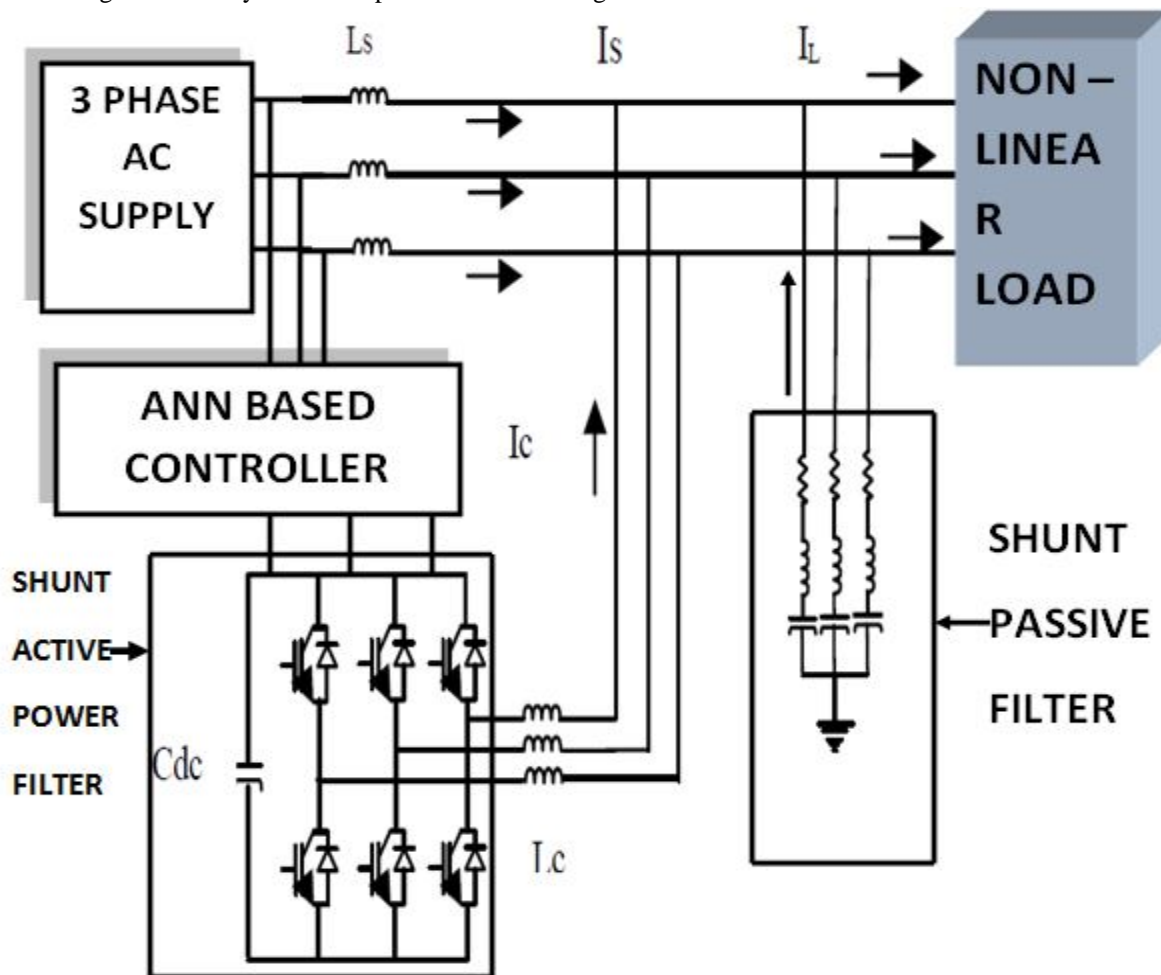 Ls
Is
IL
3 PHASE
AC
SUPPLY
NON –
LINEA
R
LOAD
ANN BASED
CONTROLLER
Ic
SHUNT
ACTIVE
POWER
FILTER
Cdc
Lc
SHUNT
PASSIVE
FILTER